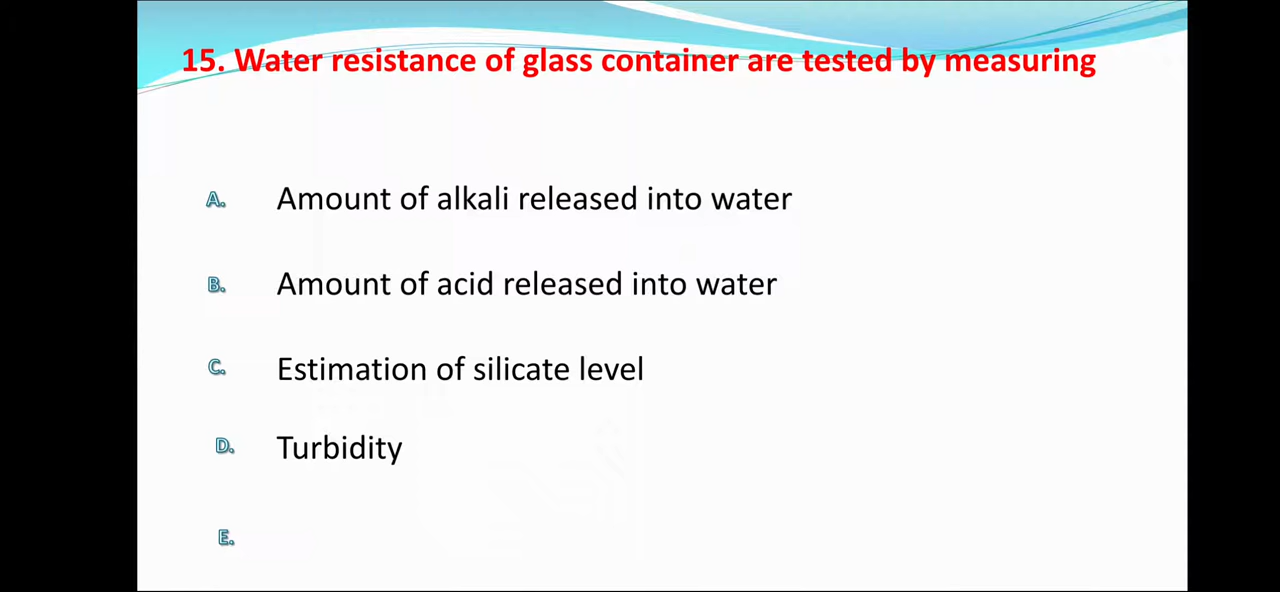 15. Water resistance of glass container are tested by measuring
A. Amount of alkali released into water
B. Amount of acid released into water
C. Estimation of silicate level
D. Turbidity
E.